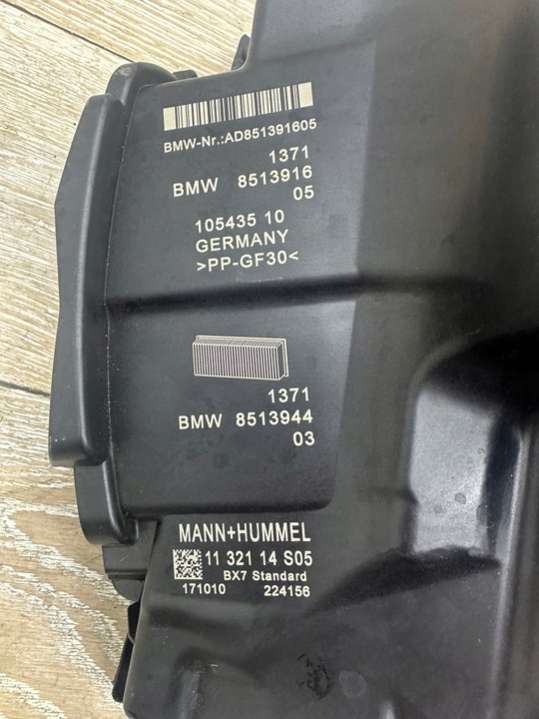 BMW-Nr.:AD851391605
1371
BMW 8513916
05
105435 10
GERMANY
>PP-GF30<
1371
BMW 8513944
03
MANN+HUMMEL
11 321 14 S05
BX7 Standard
171010 224156